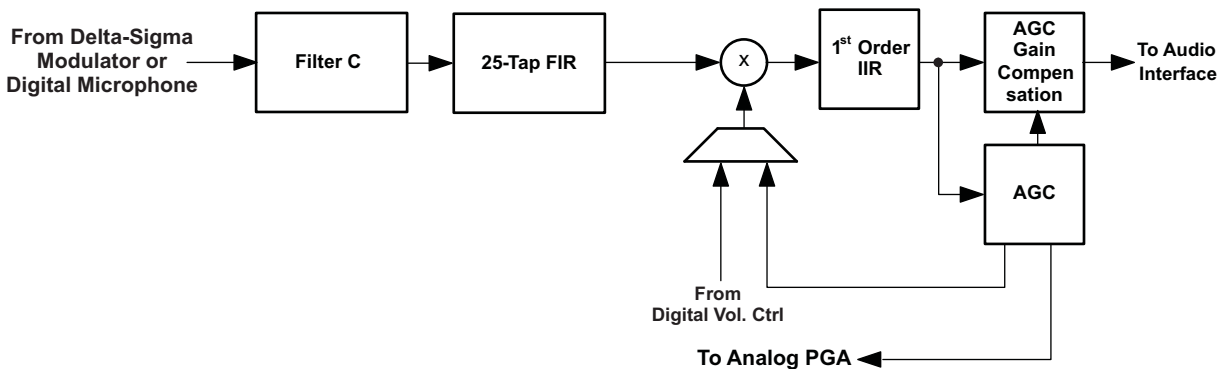 From Delta-Sigma
Modulator or
Digital Microphone
Filter C
25-Tap FIR
x
1st Order
IIR
AGC
Gain
Compen
sation
To Audio
Interface
AGC
From
Digital Vol. Ctrl
To Analog PGA